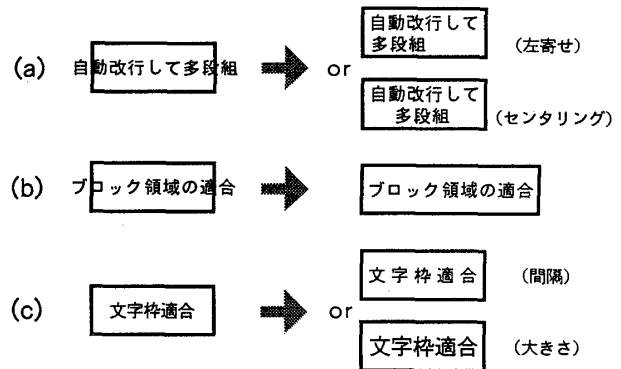 (a)
自動改行して多段組
or
自動改行して
多段組
(左寄せ)
自動改行して
多段組
(センタリング)
(b)
ブロック領域の適合
ブロック領域の適合
(c)
文字枠適合
or
文字枠適合
(間隔)
文字枠適合
(大きさ)